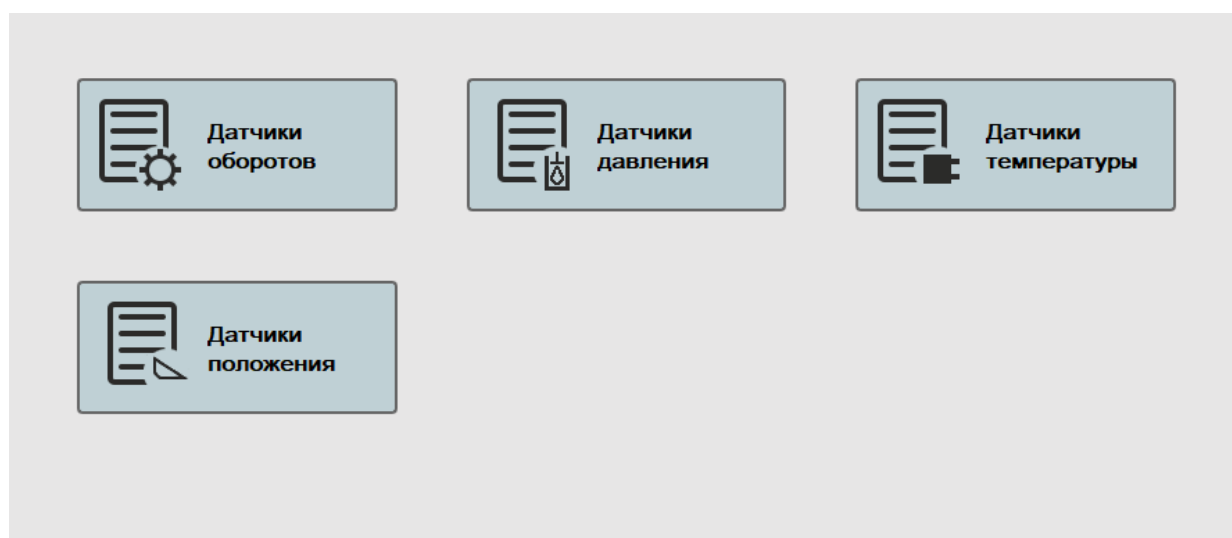 Датчики
оборотов
Датчики
давления
Датчики
температуры
Датчики
положения